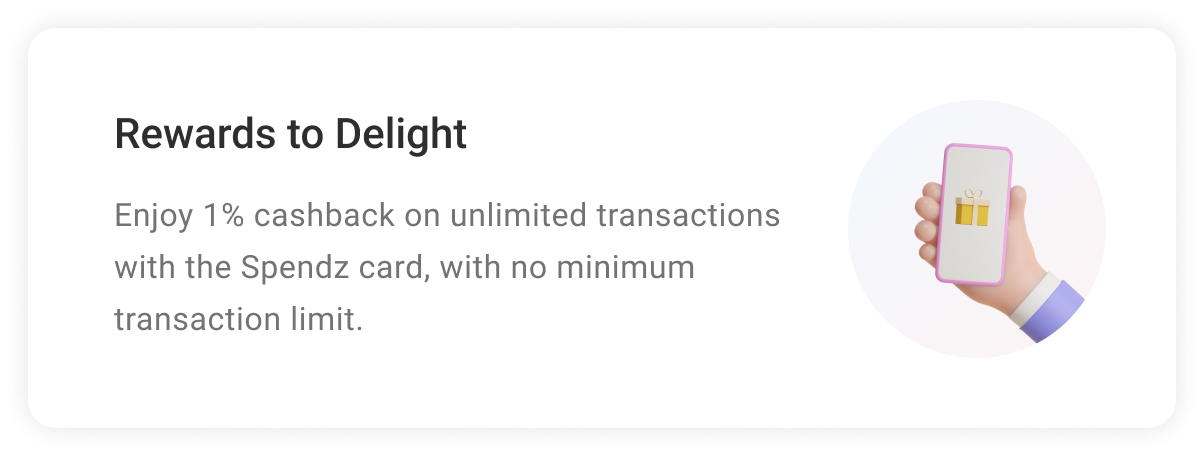 Rewards to Delight
Enjoy 1% cashback on unlimited transactions
with the Spendz card, with no minimum
transaction limit.